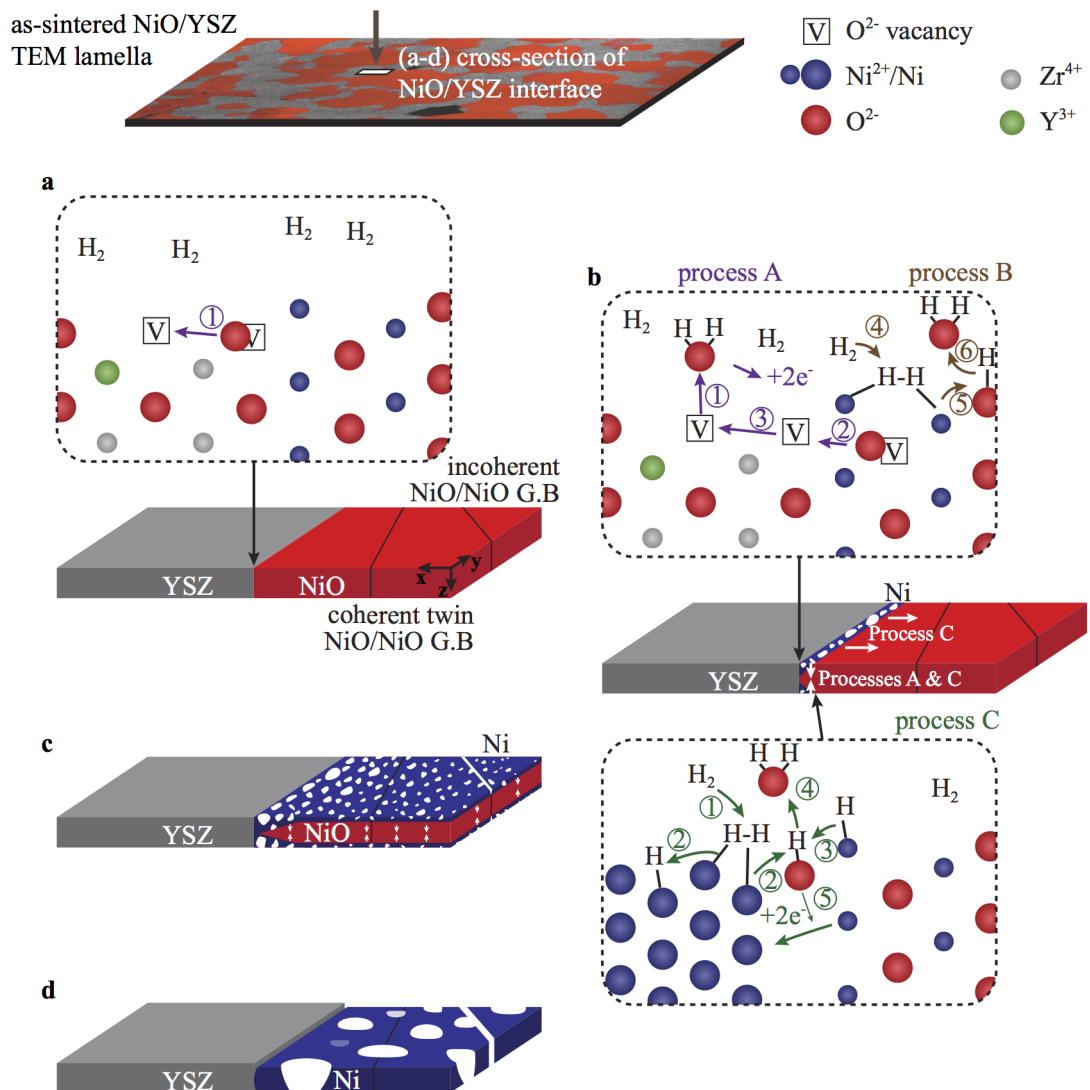 as-sintered NiO/YSZ
TEM lamella
(a-d) cross-section of
NiO/YSZ interface
V O²⁻ vacancy
Ni²⁺/Ni
Zr⁴⁺
O²⁻
Y³⁺
a
H₂ H₂ H₂ H₂
V ① V
incoherent
NiO/NiO G.B
YSZ NiO
x y z
coherent twin
NiO/NiO G.B
b
process A process B
H₂ H H H₂ +2e⁻
① ② ③
V V V
H₂ ④ H-H ⑤ ⑥
H H H
Ni
Process C
YSZ Processes A & C
process C
H₂ ① H-H ② H
② H ③ H
H H ④ H₂
+2e⁻ ⑤
c
Ni
YSZ NiO
d
YSZ Ni